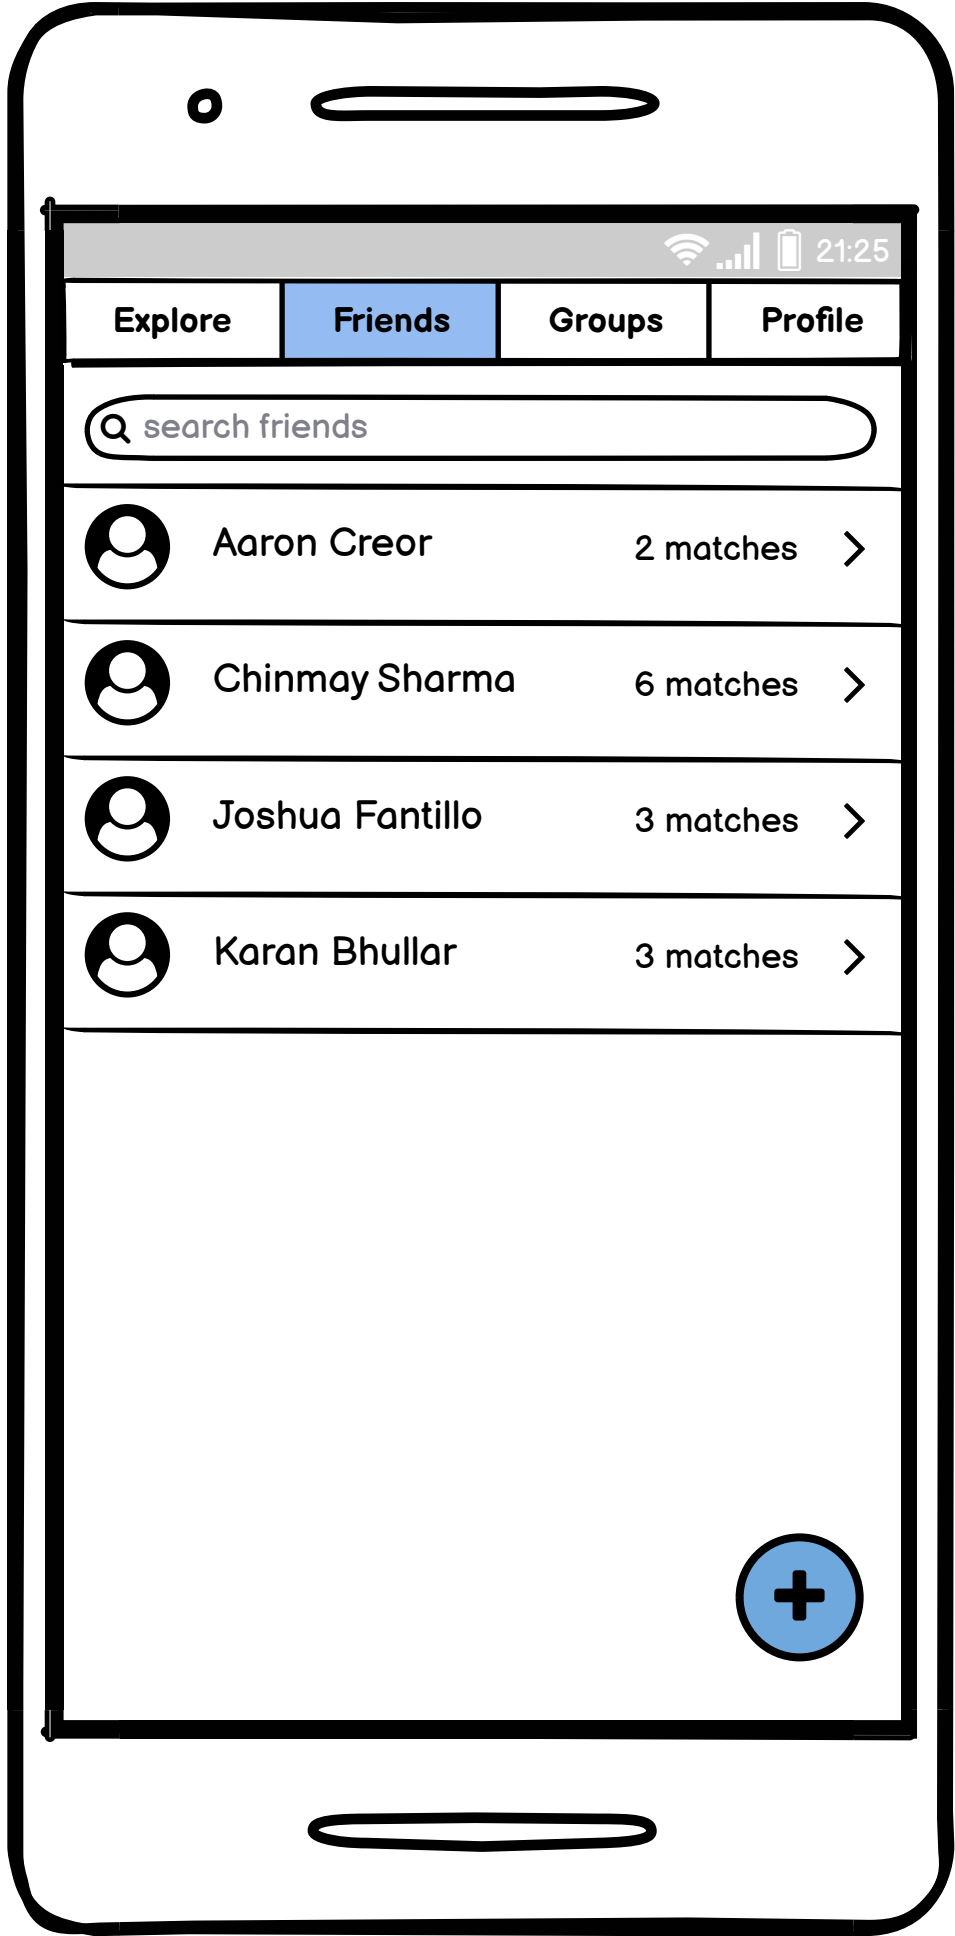 21:25
Explore Friends Groups Profile
search friends
Aaron Creor 2 matches
Chinmay Sharma 6 matches
Joshua Fantillo 3 matches
Karan Bhullar 3 matches